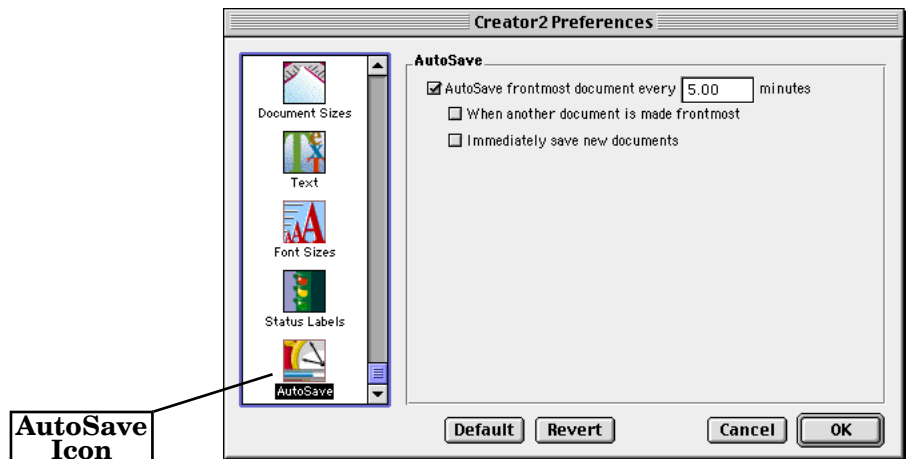 Creator2 Preferences
Document Sizes
Text
Font Sizes
Status Labels
AutoSave
AutoSave
AutoSave frontmost document every 5.00 minutes
When another document is made frontmost
Immediately save new documents
Default Revert Cancel OK
AutoSave
Icon